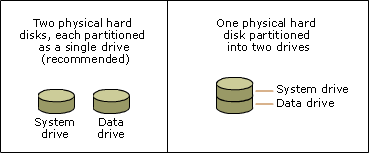 Two physical hard
disks, each partitioned
as a single drive
(recommended)
System
drive
Data
drive
One physical hard
disk partitioned
into two drives
System drive
Data drive